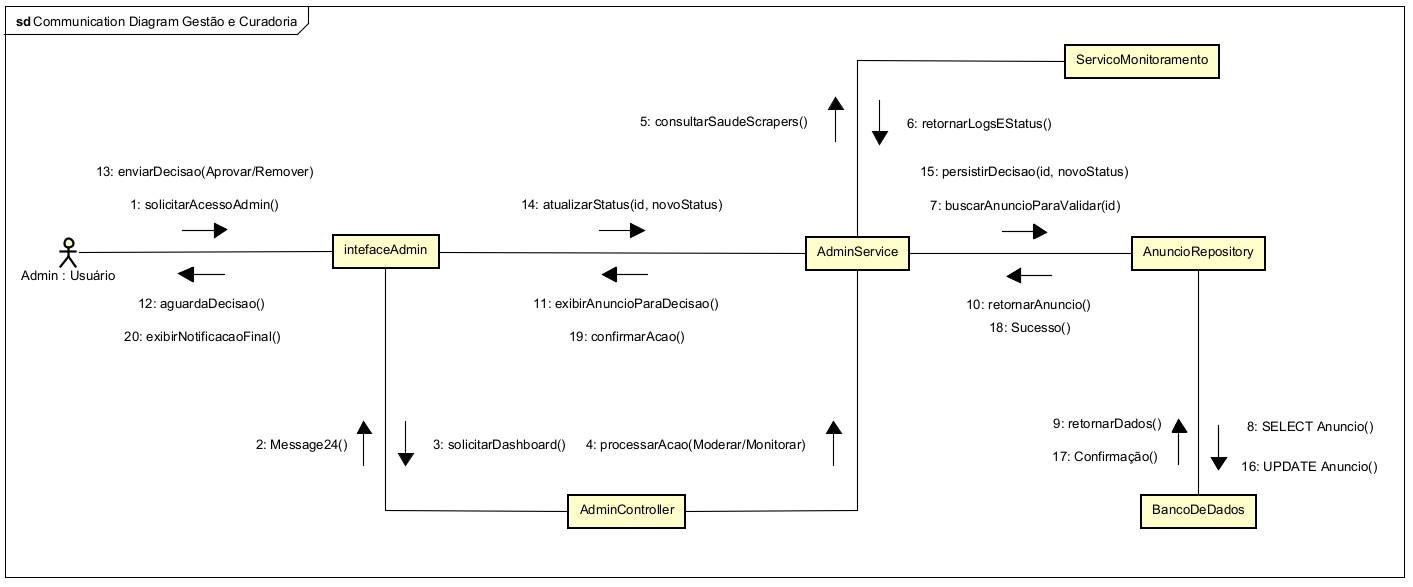 sd Communication Diagram Gestão e Curadoria
ServicoMonitoramento
5: consultarSaudeScrapers()
6: retornarLogsEStatus()
13: enviarDecisao(Aprovar/Remover)
15: persistirDecisao(id, novoStatus)
1: solicitarAcessoAdmin()
14: atualizarStatus(id, novoStatus)
7: buscarAnuncioParaValidar(id)
intefaceAdmin
AdminService
AnuncioRepository
Admin : Usuário
12: aguardaDecisao()
11: exibirAnuncioParaDecisao()
10: retornarAnuncio()
18: Sucesso()
20: exibirNotificacaoFinal()
19: confirmarAcao()
2: Message24()
3: solicitarDashboard()
4: processarAcao(Moderar/Monitorar)
9: retornarDados()
8: SELECT Anuncio()
17: Confirmação()
16: UPDATE Anuncio()
AdminController
BancoDeDados